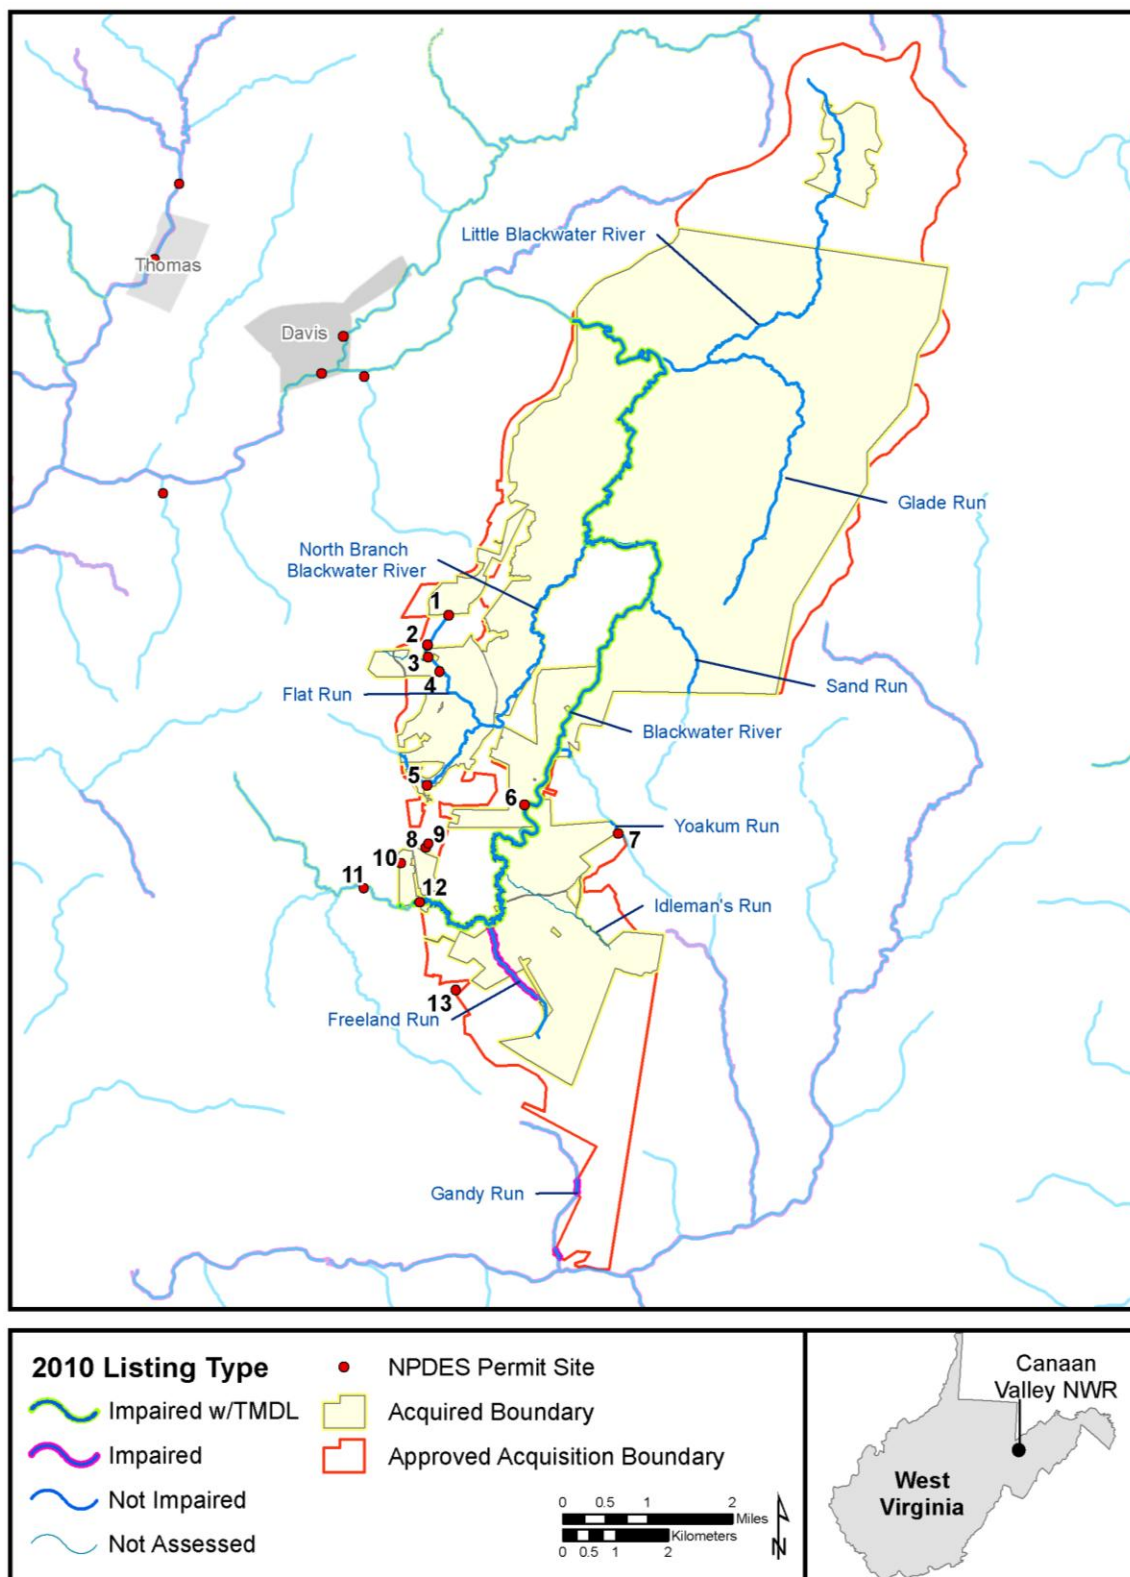 Thomas
Little Blackwater River
Davis
Glade Run
North Branch
Blackwater River
1
2
3
4
Flat Run
Sand Run
Blackwater River
5
6
Yoakum Run
7
8
9
10
11
12
Idleman's Run
13
Freeland Run
Gandy Run
2010 Listing Type
Impaired w/TMDL
Impaired
Not Impaired
Not Assessed
NPDES Permit Site
Acquired Boundary
Approved Acquisition Boundary
0 0.5 1 2
Miles
Kilometers
0 0.5 1 2
N
Canaan
Valley NWR
West
Virginia